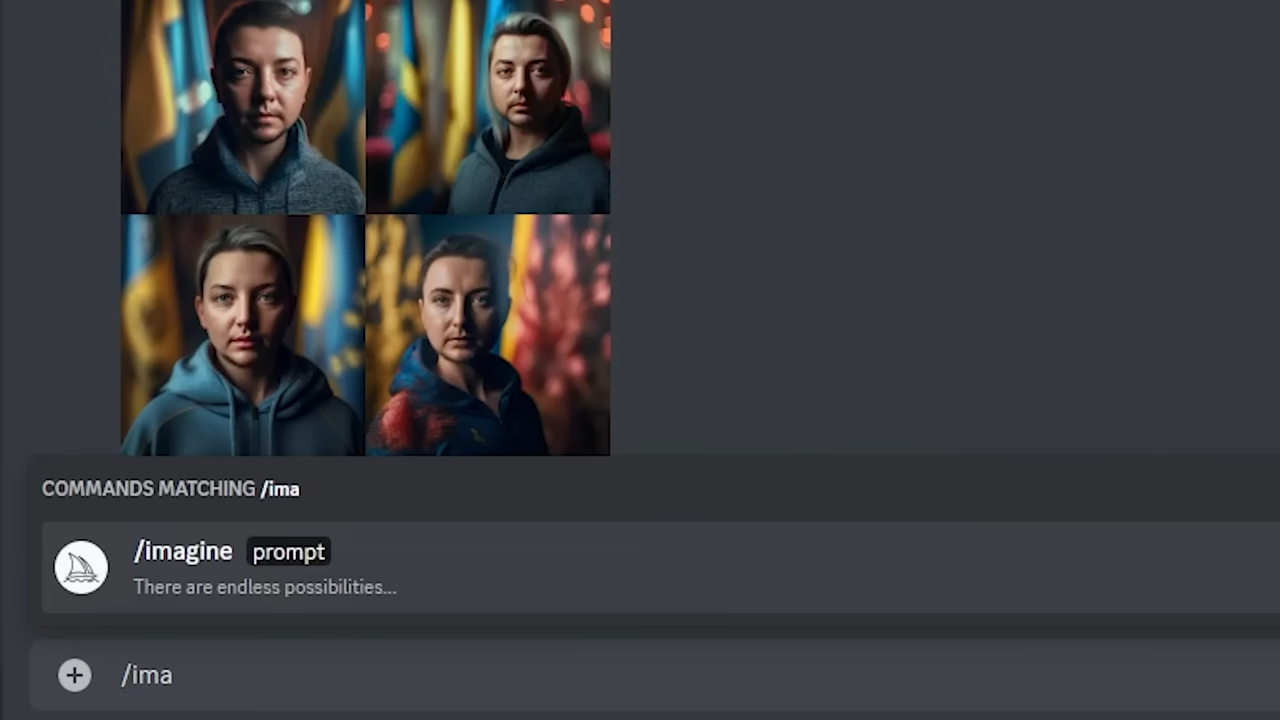 COMMANDS MATCHING /ima
/imagine prompt
There are endless possibilities...
/ima